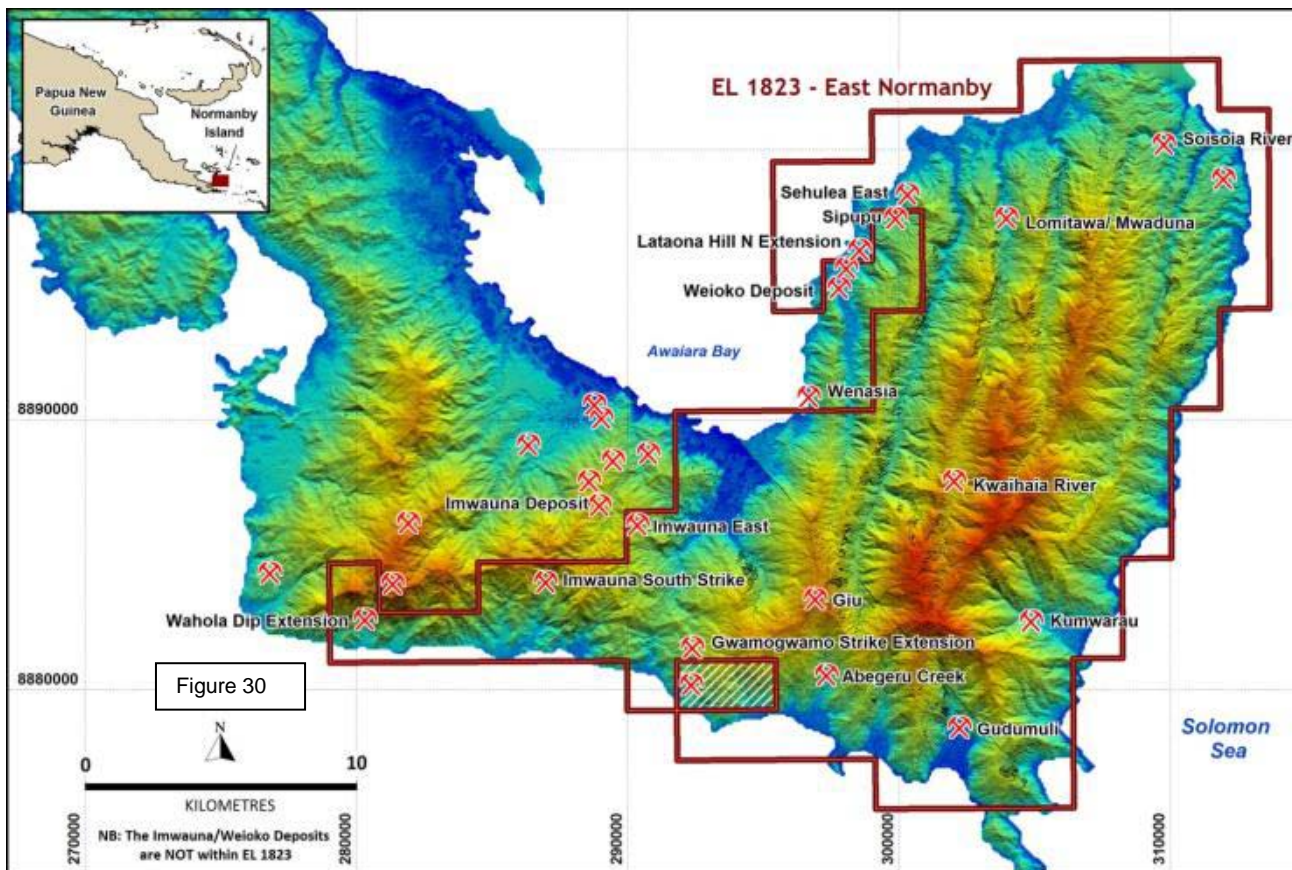 Papua New
Guinea
Normanby
Island
EL 1823 - East Normanby
Soisoia River
Sehulea East
Sipupu
Lomitawa/ Mwaduna
Lataona Hill N Extension
Weioko Deposit
Awaiara Bay
Wenasia
8890000
Kwaihaia River
Imwauna Deposit
Imwauna East
Imwauna South Strike
Giu
Wahola Dip Extension
Kumwarau
Gwamogwamo Strike Extension
Abegeru Creek
8880000
Figure 30
Gudumuli
Solomon
Sea
N
0
10
KILOMETRES
NB: The Imwauna/Weioko Deposits
are NOT within EL 1823
270000
280000
290000
300000
310000